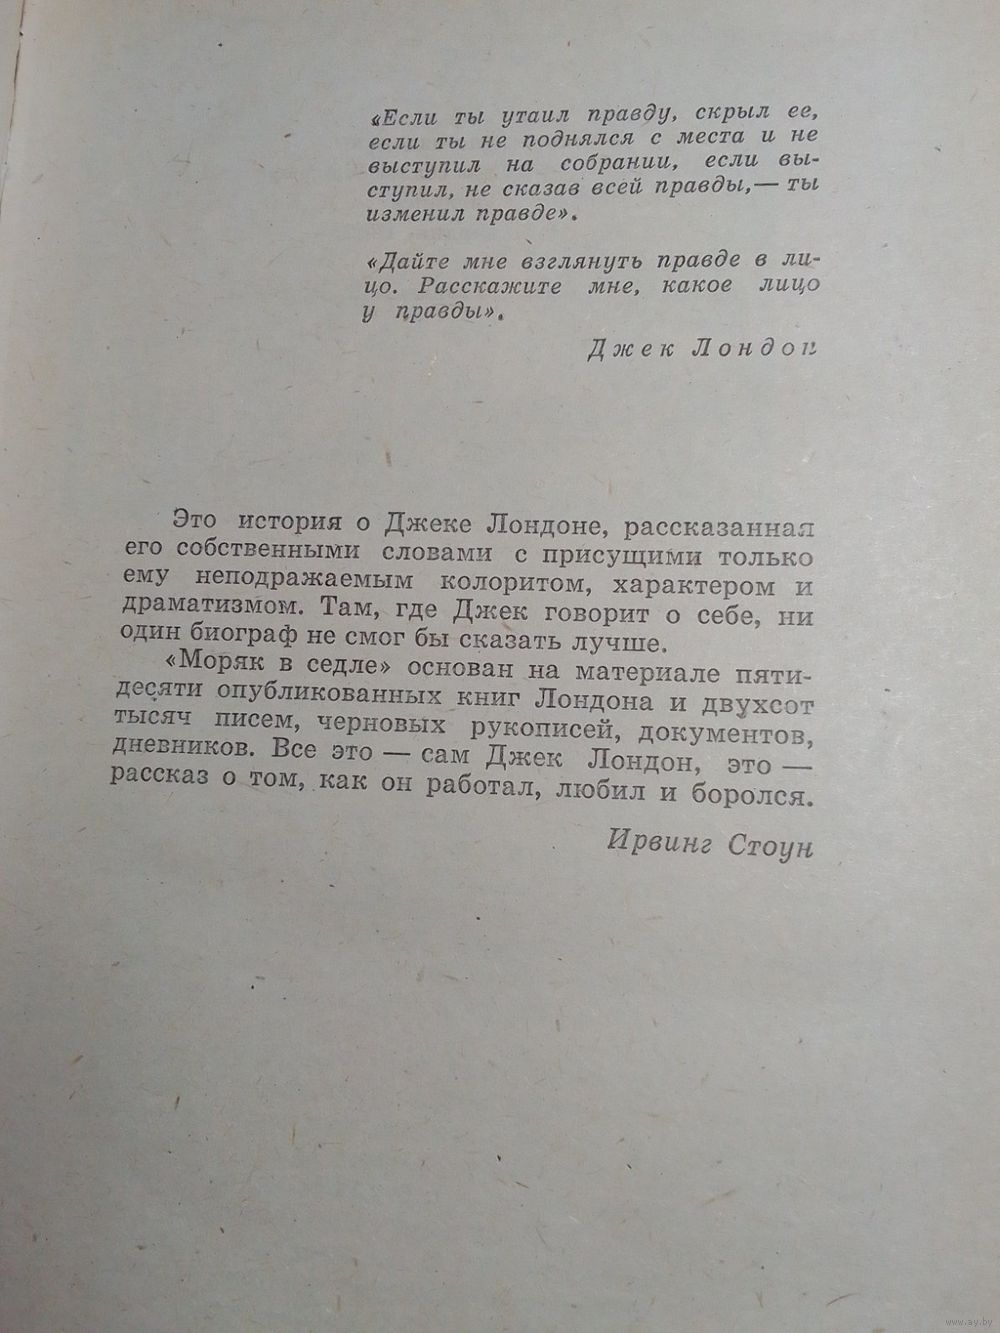 «Если ты утаил правду, скрыл ее,
если ты не поднялся с места и не
выступил на собрании, если вы-
ступил, не сказав всей правды,— ты
изменил правде».
«Дайте мне взглянуть правде в ли-
цо. Расскажите мне, какое лицо
у правды».
Джек Лондон
Это история о Джеке Лондоне, рассказанная
его собственными словами с присущими только
ему неподражаемым колоритом, характером и
драматизмом. Там, где Джек говорит о себе, ни
один биограф не смог бы сказать лучше.
«Моряк в седле» основан на материале пяти-
десяти опубликованных книг Лондона и двухсот
тысяч писем, черновых рукописей, документов,
дневников. Все это — сам Джек Лондон, это —
рассказ о том, как он работал, любил и боролся.
Ирвинг Стоун
www.ay.by